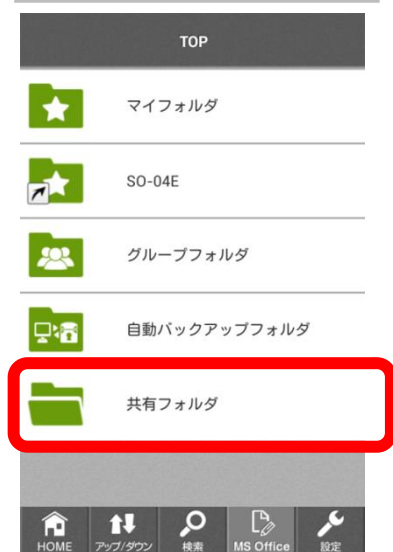 TOP
マイフォルダ
SO-04E
グループフォルダ
自動バックアップフォルダ
共有フォルダ
HOME アップ/ダウン 検索 MS Office 設定